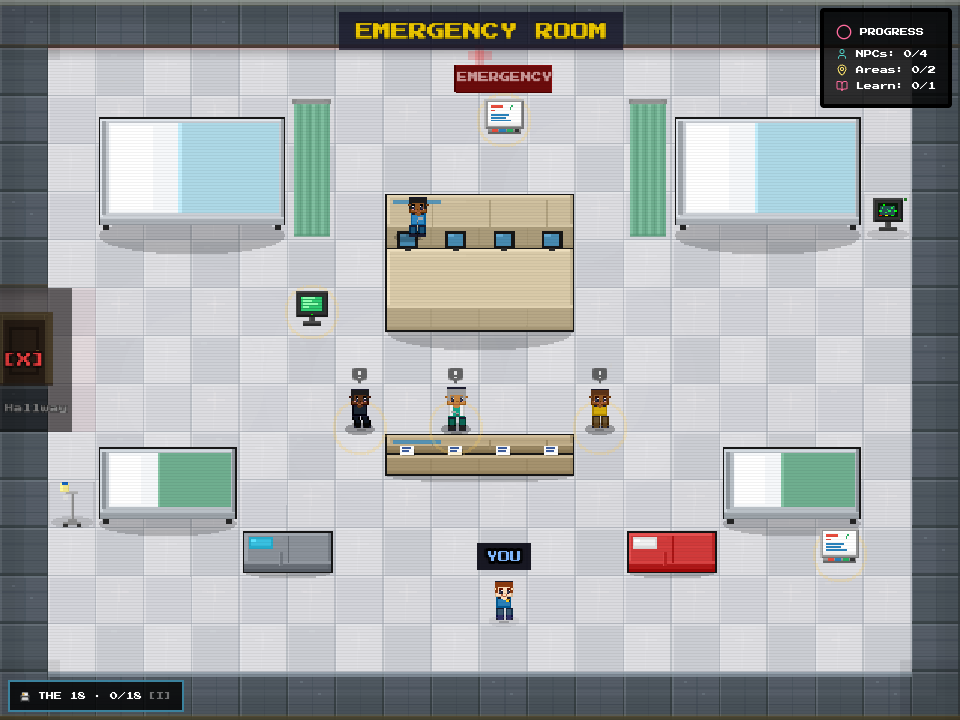 EMERGENCY ROOM
PROGRESS
NPCs: 0/4
Areas: 0/2
Learn: 0/1
EMERGENCY
[X]
Hallway
!
!
!
YOU
THE 18 · 0/18 [I]